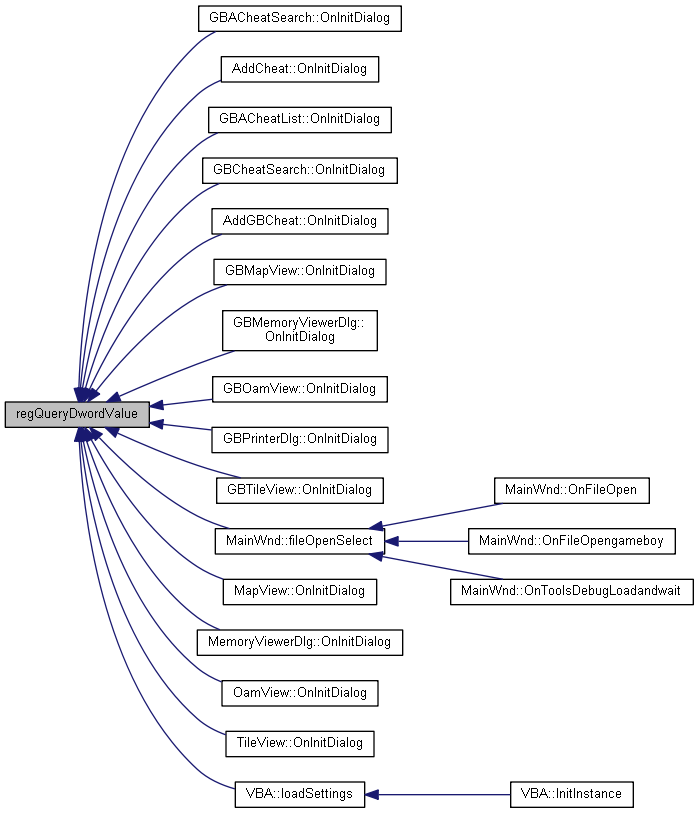 GBACheatSearch::OnInitDialog
AddCheat::OnInitDialog
GBACheatList::OnInitDialog
GBCheatSearch::OnInitDialog
AddGBCheat::OnInitDialog
GBMapView::OnInitDialog
GBMemoryViewerDlg::
OnInitDialog
GBOamView::OnInitDialog
regQueryDwordValue
GBPrinterDlg::OnInitDialog
GBTileView::OnInitDialog
MainWnd::OnFileOpen
MainWnd::fileOpenSelect
MainWnd::OnFileOpengameboy
MainWnd::OnToolsDebugLoadandwait
MapView::OnInitDialog
MemoryViewerDlg::OnInitDialog
OamView::OnInitDialog
TileView::OnInitDialog
VBA::loadSettings
VBA::InitInstance